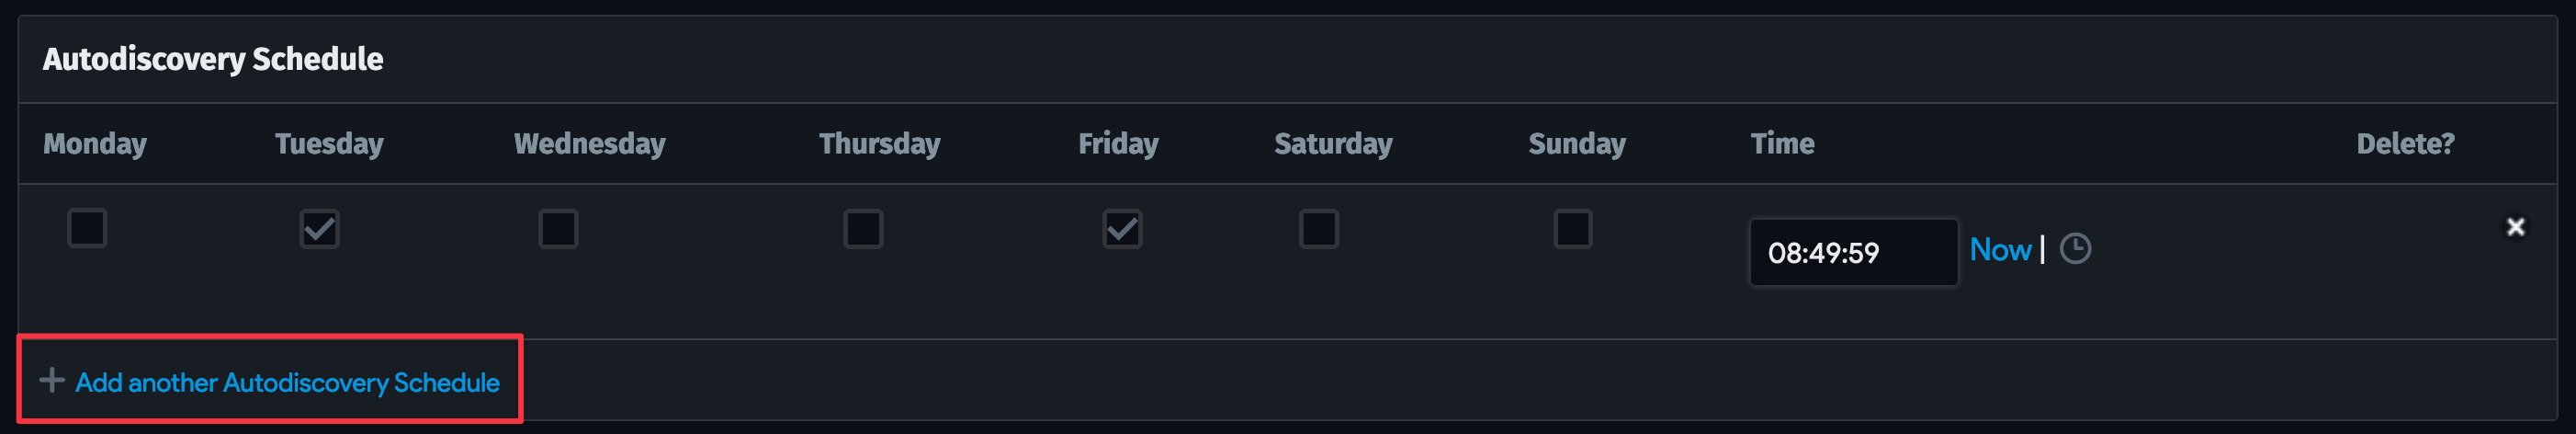 Autodiscovery Schedule
Monday Tuesday Wednesday Thursday Friday Saturday Sunday Time Delete?
08:49:59 Now |
+ Add another Autodiscovery Schedule